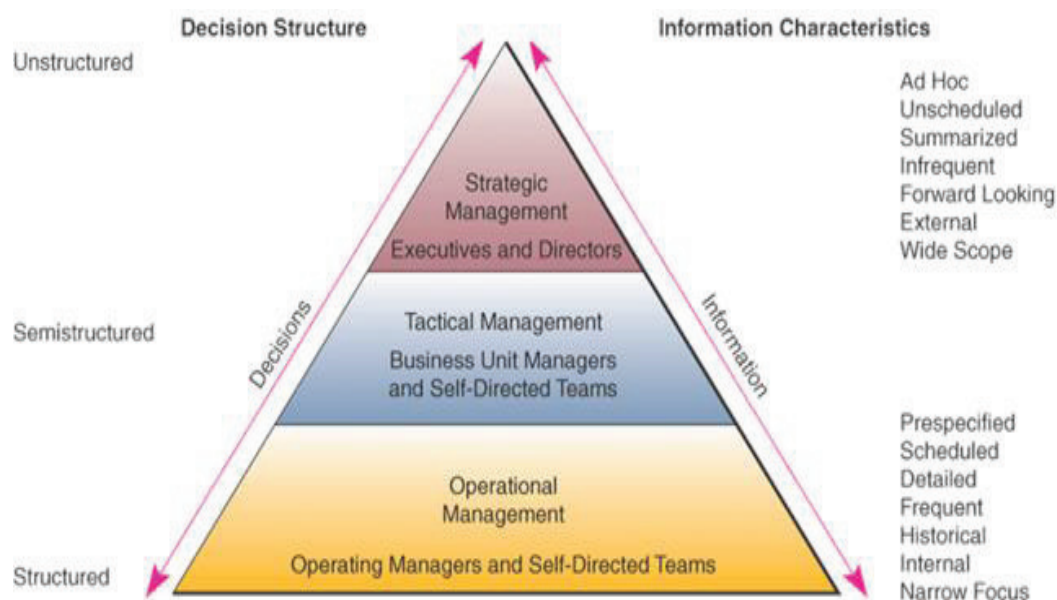 Decision Structure
Information Characteristics
Unstructured
Ad Hoc
Unscheduled
Summarized
Infrequent
Forward Looking
External
Wide Scope
Strategic
Management
Executives and Directors
Decisions
Information
Semistructured
Tactical Management
Business Unit Managers
and Self-Directed Teams
Prespecified
Scheduled
Detailed
Frequent
Historical
Internal
Narrow Focus
Operational
Management
Operating Managers and Self-Directed Teams
Structured